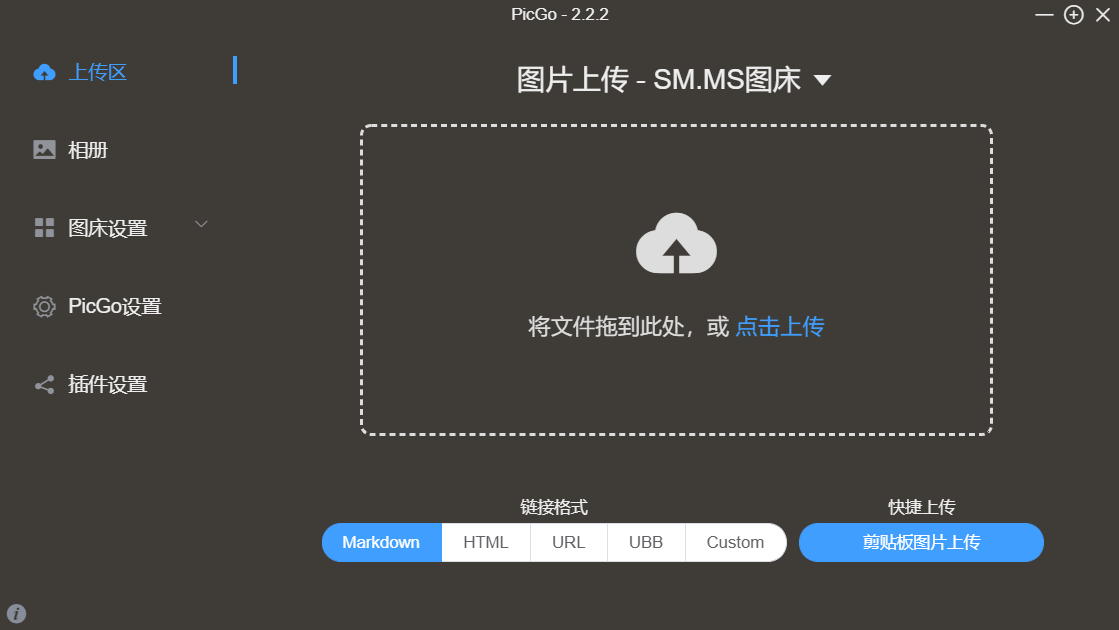 PicGo - 2.2.2
上传区
相册
图床设置
PicGo设置
插件设置
图片上传 - SM.MS图床
将文件拖到此处，或 点击上传
链接格式
Markdown HTML URL UBB Custom
快捷上传
剪贴板图片上传
i